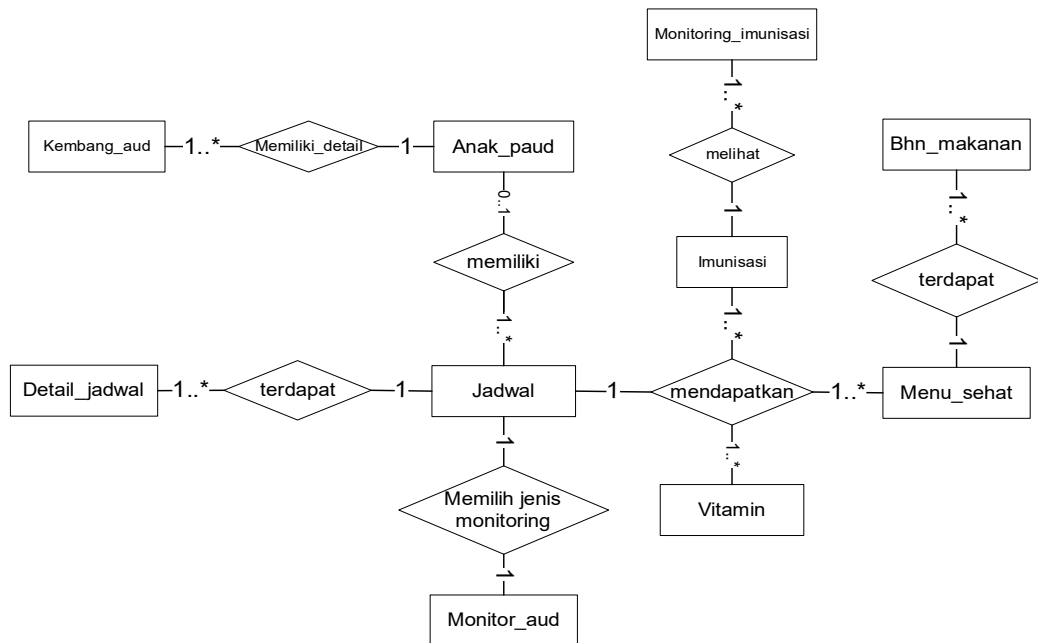 Monitoring_imunisasi
1..*
melihat
1
Imunisasi
1..*
Kembang_aud
1..*
Memiliki_detail
1
Anak_paud
0..1
memiliki
1..*
Bhn_makanan
1..*
terdapat
1
Detail_jadwal
1..*
terdapat
1
Jadwal
1
mendapatkan
1..*
Menu_sehat
1
Memilih jenis
monitoring
1
Monitor_aud
1..*
Vitamin